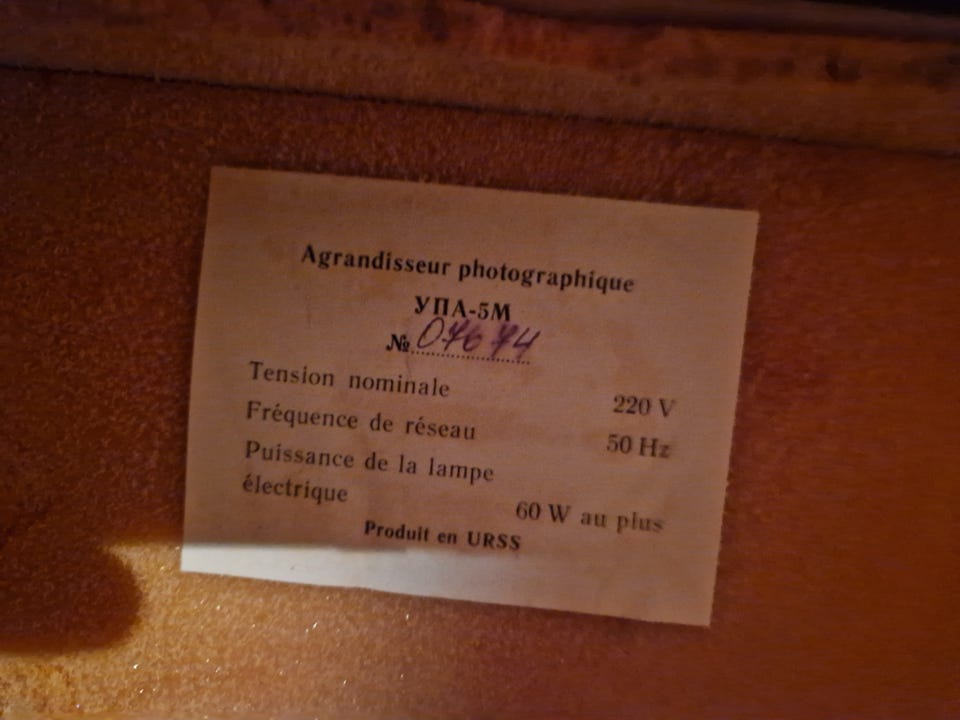 Agrandisseur photographique
УПА-5М
№ 07674
Tension nominale 220 V
Fréquence de réseau 50 Hz
Puissance de la lampe
électrique 60 W au plus
Produit en URSS